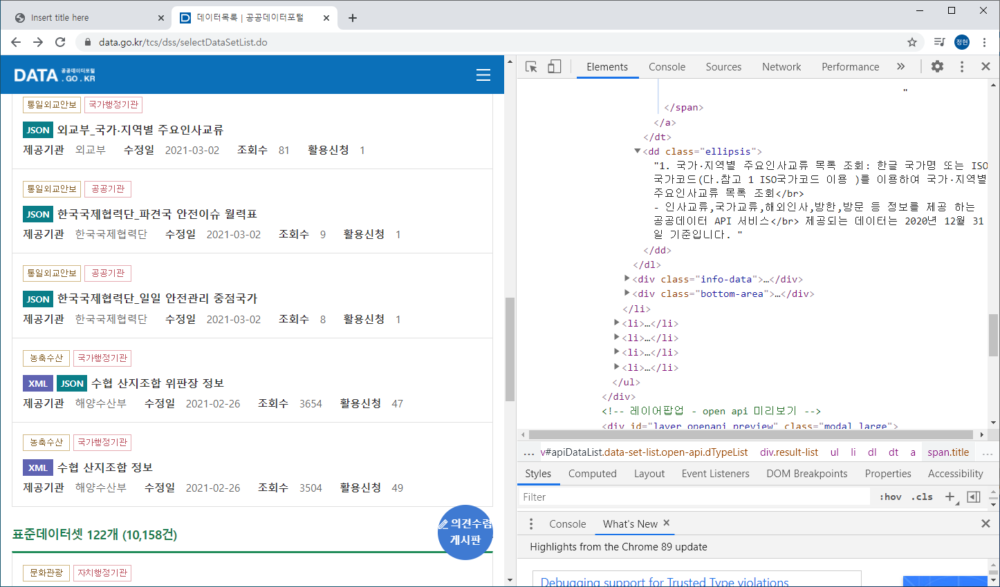 Insert title here
데이터목록 | 공공데이터포털
data.go.kr/tcs/dss/selectDataSetList.do
정현
DATA 공공데이터포털 .GO.KR
통일외교안보 국가행정기관
JSON 외교부_국가·지역별 주요인사교류
제공기관 외교부 수정일 2021-03-02 조회수 81 활용신청 1
통일외교안보 공공기관
JSON 한국국제협력단_파견국 안전이슈 월력표
제공기관 한국국제협력단 수정일 2021-03-02 조회수 9 활용신청 1
통일외교안보 공공기관
JSON 한국국제협력단_일일 안전관리 중점국가
제공기관 한국국제협력단 수정일 2021-03-02 조회수 8 활용신청 1
농축수산 국가행정기관
XML JSON 수협 산지조합 위판장 정보
제공기관 해양수산부 수정일 2021-02-26 조회수 3654 활용신청 47
농축수산 국가행정기관
XML 수협 산지조합 정보
제공기관 해양수산부 수정일 2021-02-26 조회수 3504 활용신청 49
의견수렴
게시판
표준데이터셋 122개 (10,158건)
문화관광 자치행정기관
Elements Console Sources Network Performance »
"
</span>
</a>
</dt>
<dd class="ellipsis">
"1. 국가·지역별 주요인사교류 목록 조회: 한글 국가명 또는 ISO
국가코드(다.참고 1 ISO국가코드 이용 )를 이용하여 국가·지역별
주요인사교류 목록 조회</br>
- 인사교류,국가교류,해외인사,방한,방문 등 정보를 제공 하는
공공데이터 API 서비스</br> 제공되는 데이터는 2020년 12월 31
일 기준입니다. "
</dd>
</dl>
<div class="info-data">…</div>
<div class="bottom-area">…</div>
</li>
<li>…</li>
<li>…</li>
<li>…</li>
<li>…</li>
</ul>
</div>
<!-- 레이어팝업 - open api 미리보기 -->
<div id="layer_openapi_preview" class="modal large">
... v#apiDataList.data-set-list.open-api.dTypeList div.result-list ul li dl dt a span.title ...
Styles Computed Layout Event Listeners DOM Breakpoints Properties Accessibility
Filter :hov .cls +
Console What's New
Highlights from the Chrome 89 update
Debugging support for Trusted Type violations